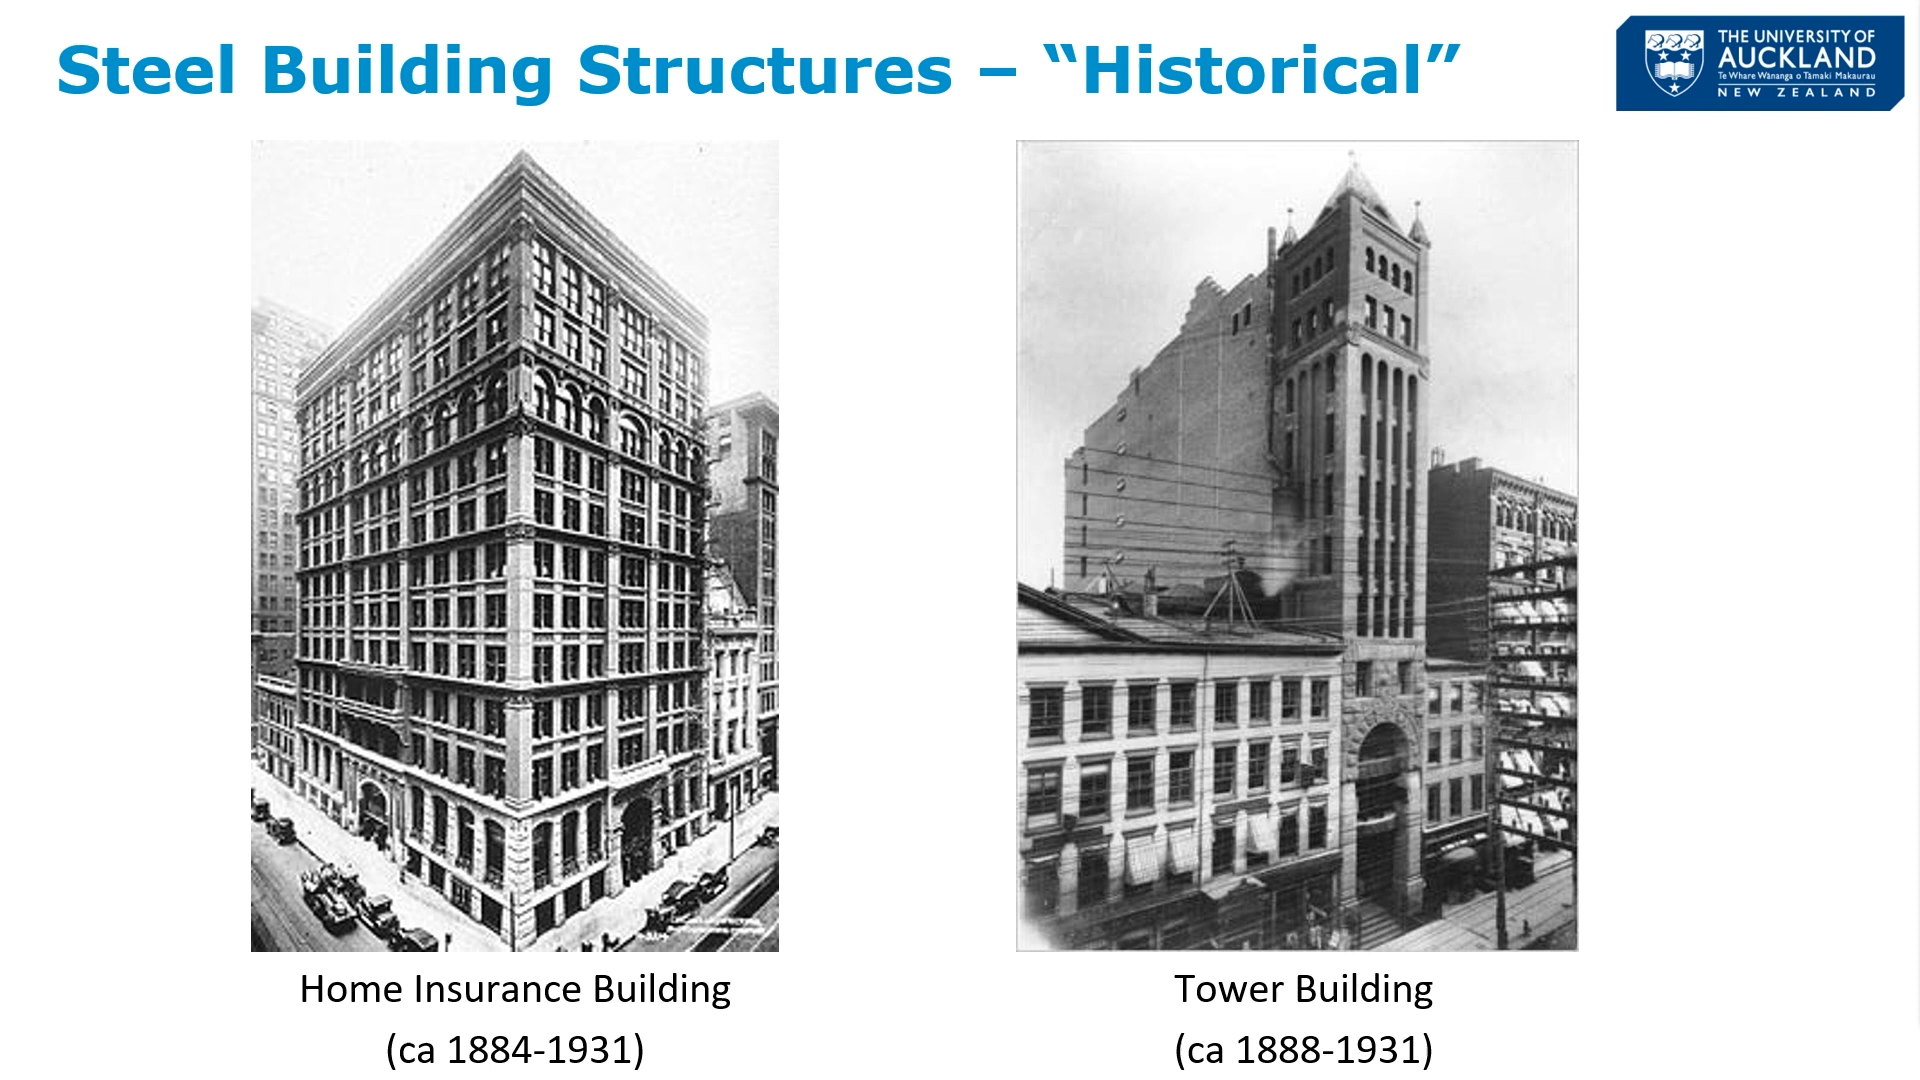 Steel Building Structures – “Historical”
THE UNIVERSITY OF
AUCKLAND
Te Whare Wānanga o Tāmaki Makaurau
NEW ZEALAND
Home Insurance Building
(ca 1884-1931)
Tower Building
(ca 1888-1931)